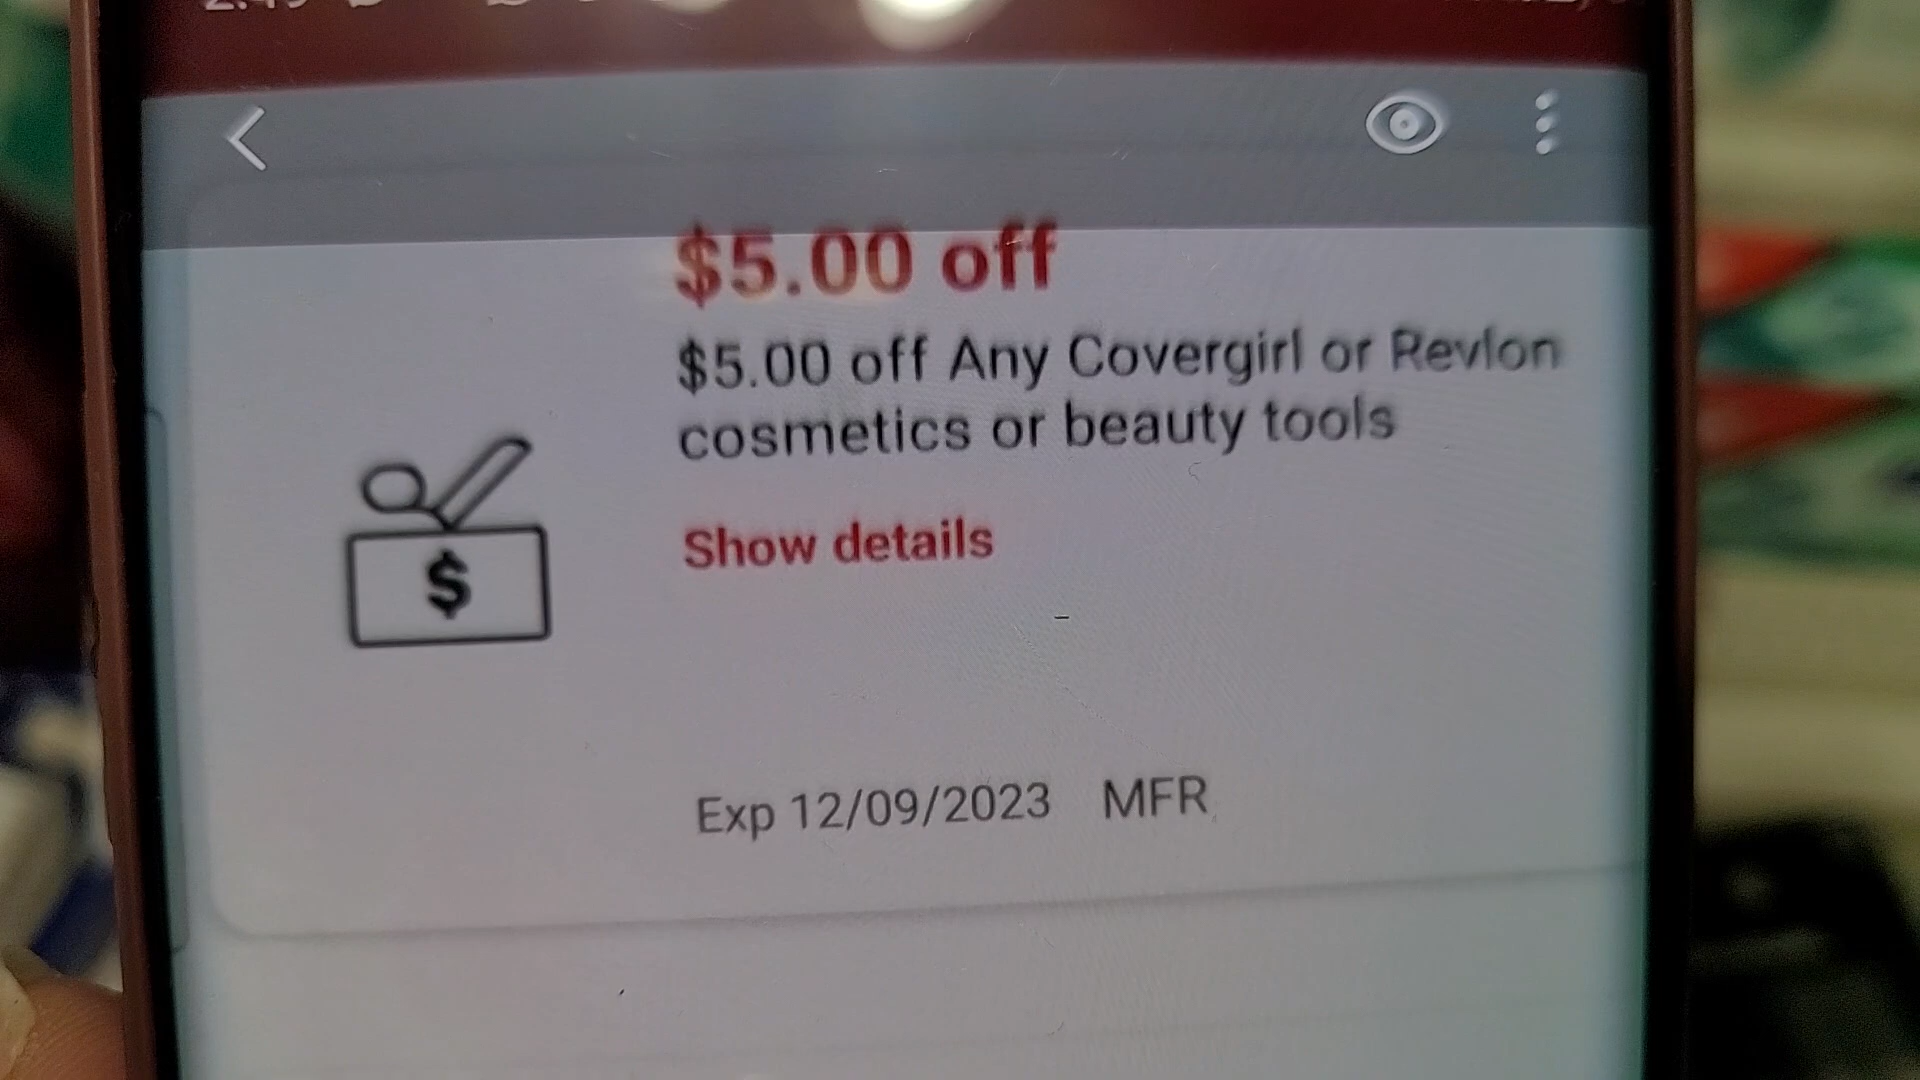 $5.00 off
$5.00 off Any Covergirl or Revlon
cosmetics or beauty tools
Show details
$
Exp 12/09/2023 MFR